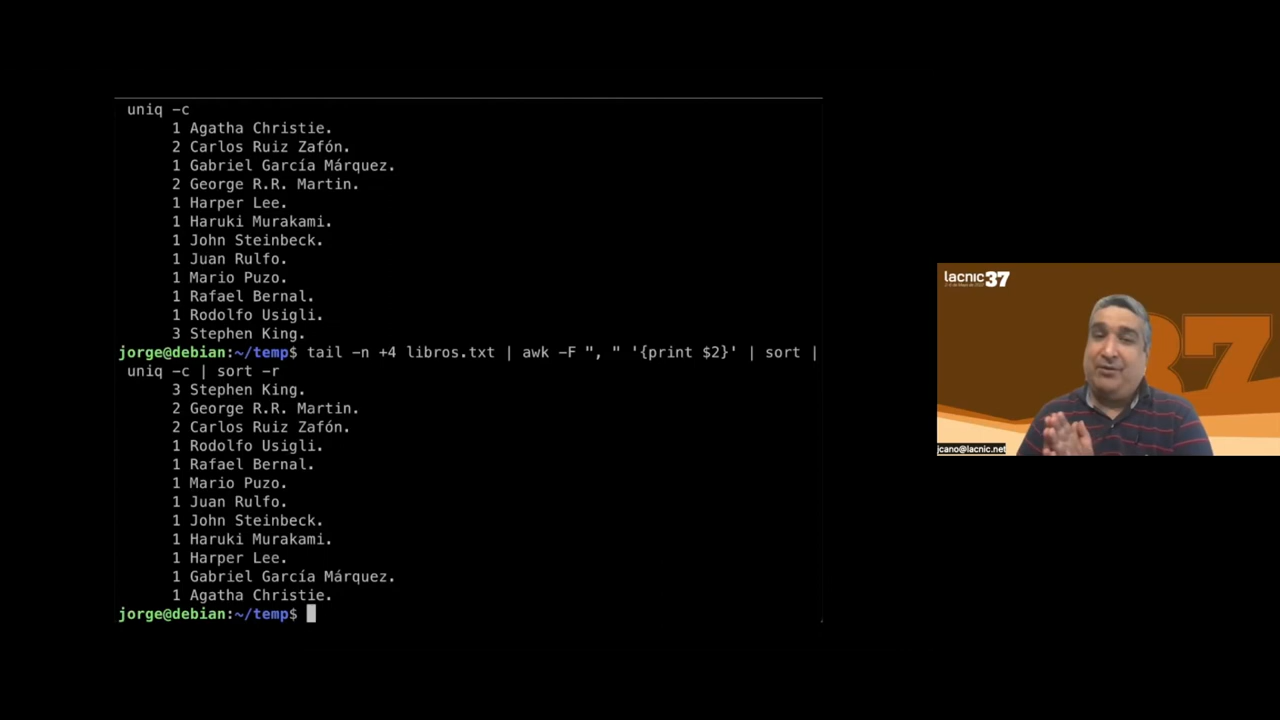 uniq -c
1 Agatha Christie.
2 Carlos Ruiz Zafón.
1 Gabriel García Márquez.
2 George R.R. Martin.
1 Harper Lee.
1 Haruki Murakami.
1 John Steinbeck.
1 Juan Rulfo.
1 Mario Puzo.
1 Rafael Bernal.
1 Rodolfo Usigli.
3 Stephen King.
jorge@debian:~/temp$ tail -n +4 libros.txt | awk -F ", " '{print $2}' | sort |
uniq -c | sort -r
3 Stephen King.
2 George R.R. Martin.
2 Carlos Ruiz Zafón.
1 Rodolfo Usigli.
1 Rafael Bernal.
1 Mario Puzo.
1 Juan Rulfo.
1 John Steinbeck.
1 Haruki Murakami.
1 Harper Lee.
1 Gabriel García Márquez.
1 Agatha Christie.
jorge@debian:~/temp$
lacnic37
37
jcano@lacnic.net